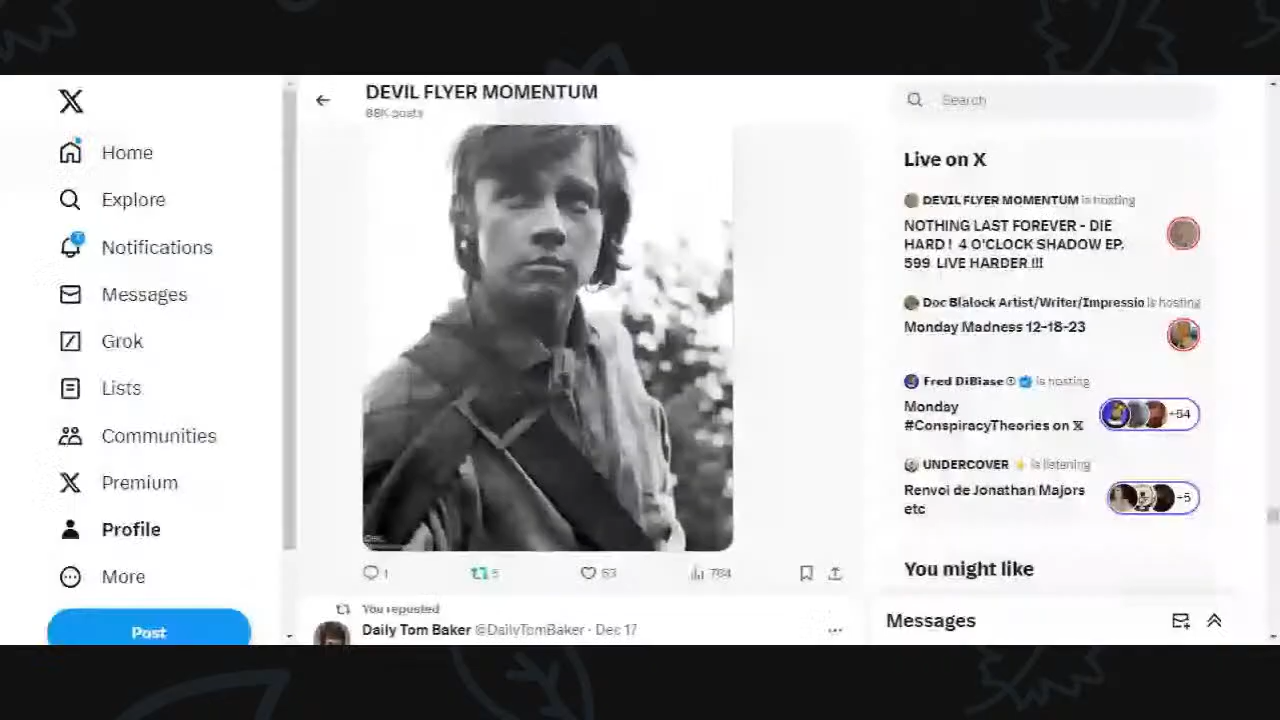 Home
Explore
Notifications
Messages
Grok
Lists
Communities
Premium
Profile
More
Post
DEVIL FLYER MOMENTUM
88K posts
1
5
63
784
You reposted
Daily Tom Baker @DailyTomBaker · Dec 17
Search
Live on X
DEVIL FLYER MOMENTUM is hosting
NOTHING LAST FOREVER - DIE
HARD ! 4 O'CLOCK SHADOW EP.
599 LIVE HARDER !!!
Doc Blalock Artist/Writer/Impressio is hosting
Monday Madness 12-18-23
Fred DiBiase is hosting
Monday
#ConspiracyTheories on X
+54
UNDERCOVER is listening
Renvoi de Jonathan Majors
etc
+5
You might like
Messages